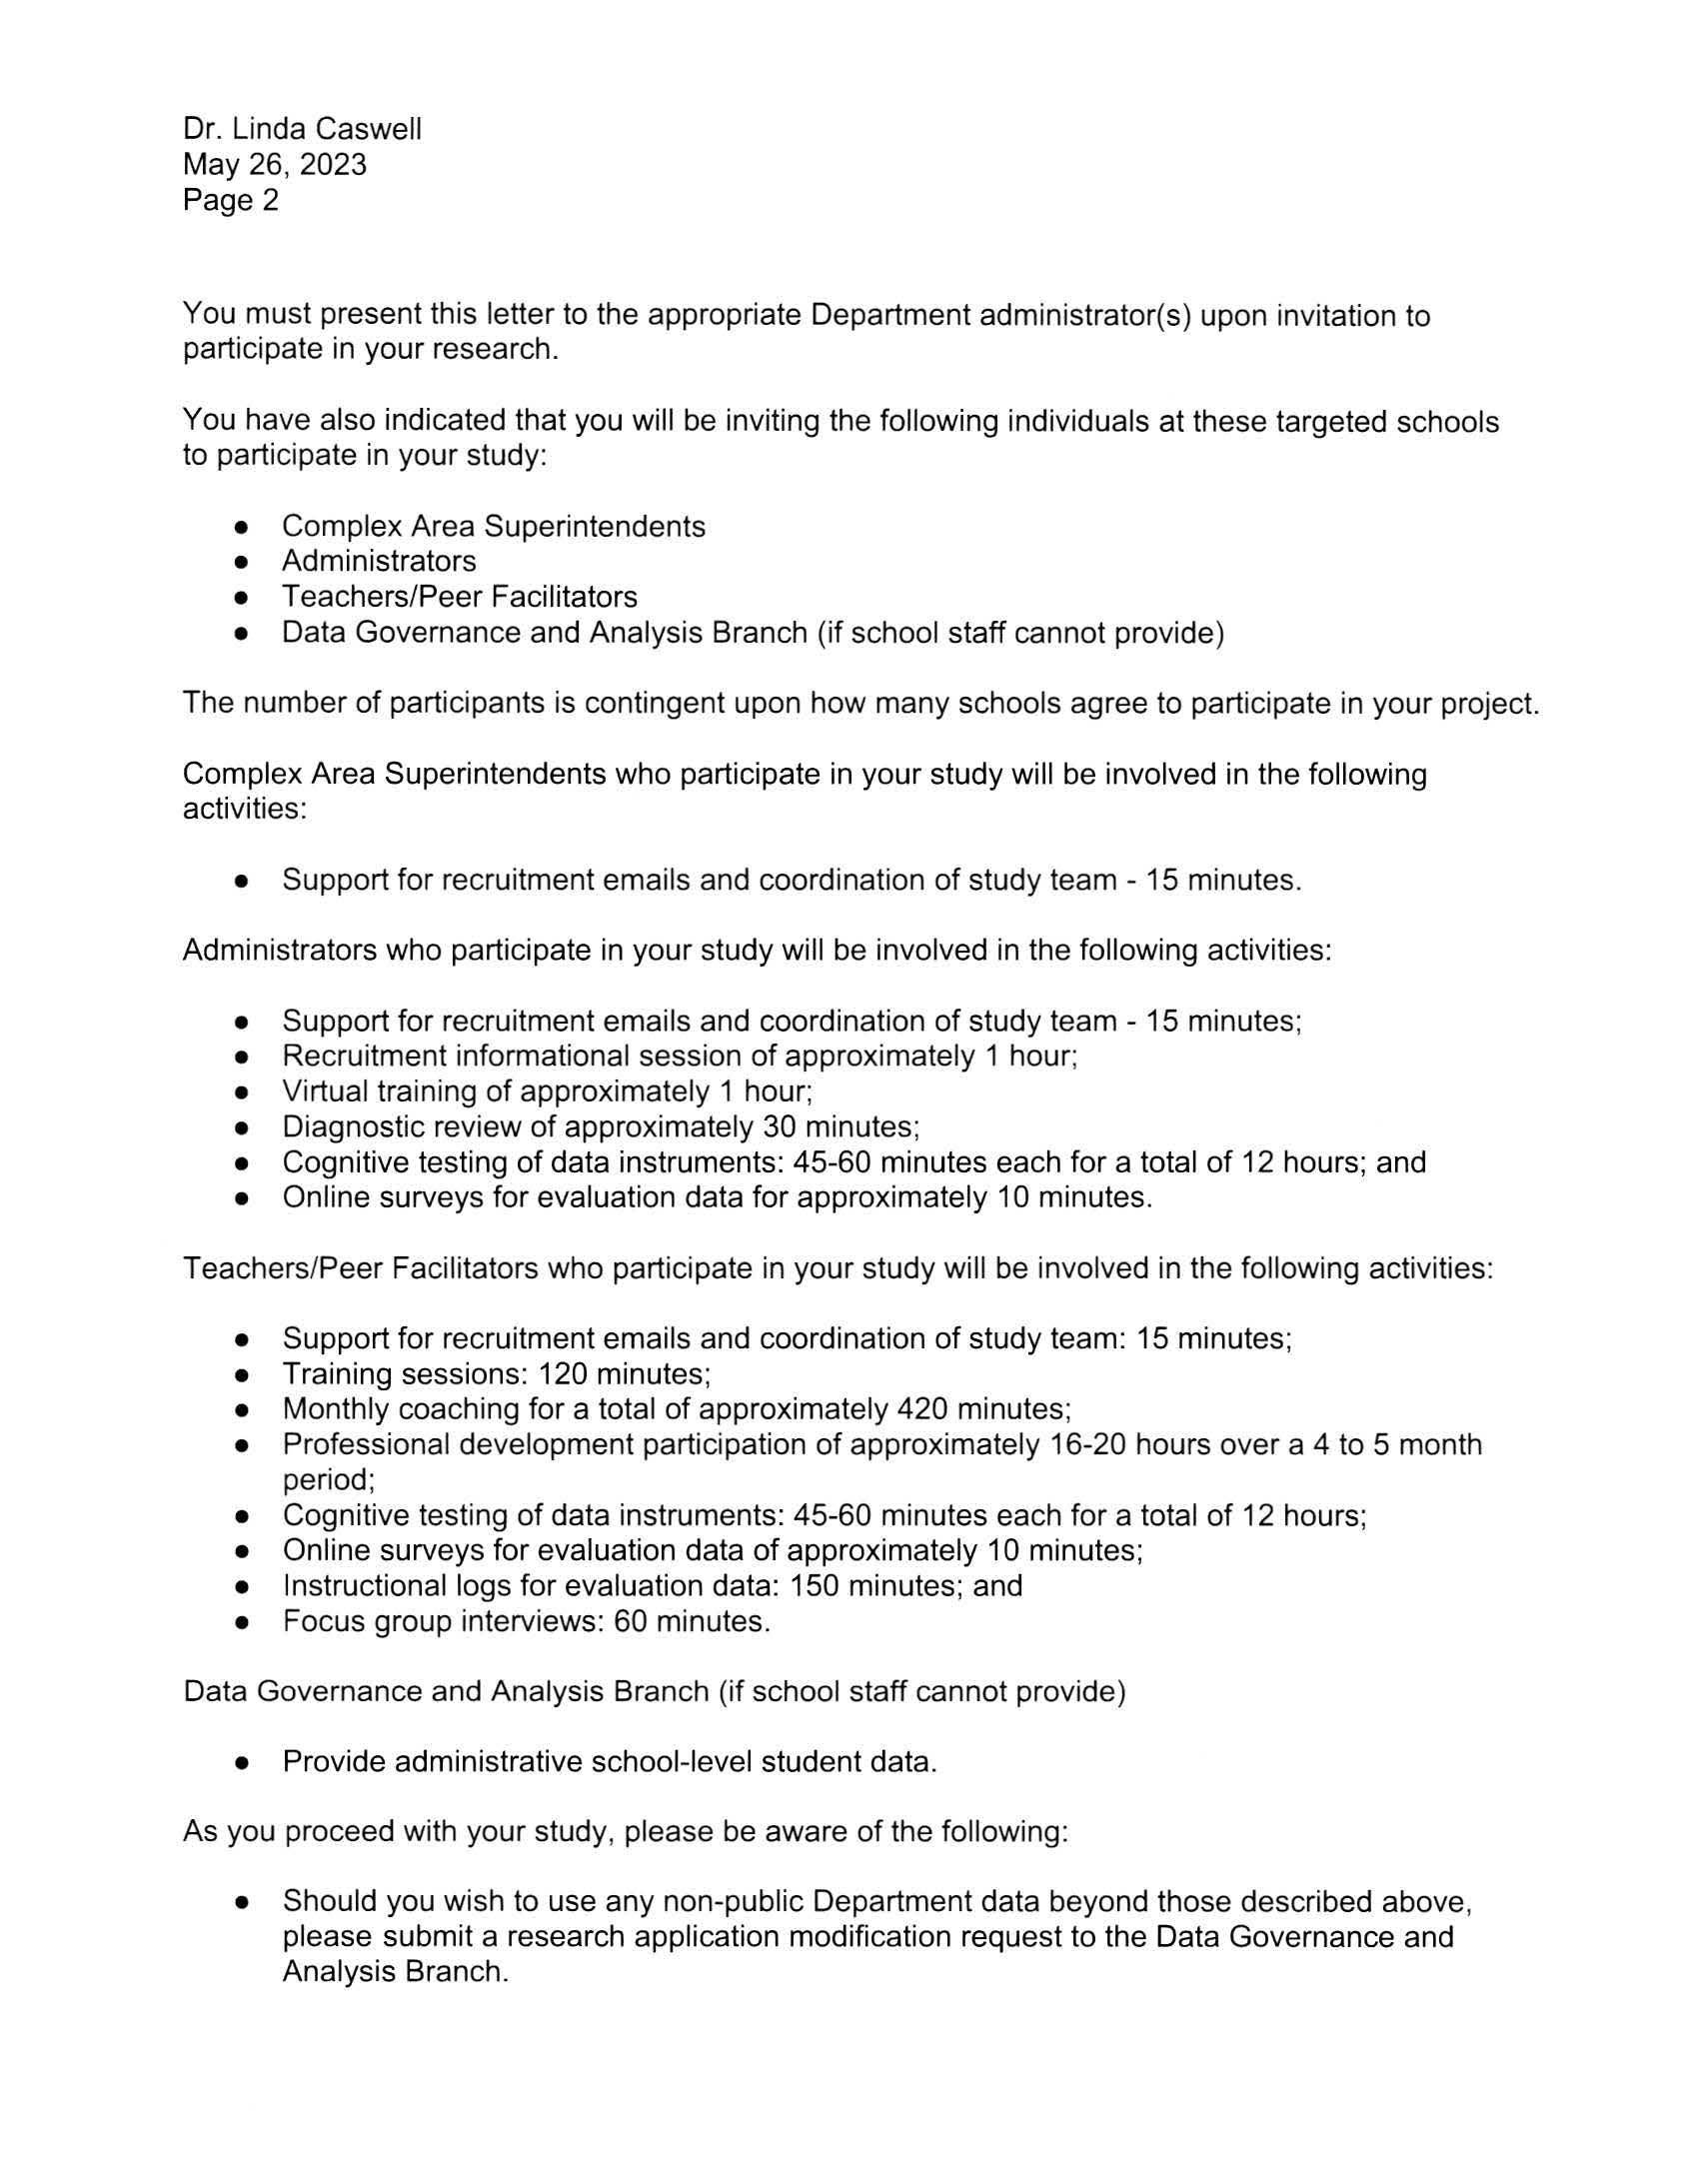 Dr. Linda Caswell
May 26, 2023
Page 2
You must present this letter to the appropriate Department administrator(s) upon invitation to
participate in your research.
You have also indicated that you will be inviting the following individuals at these targeted schools
to participate in your study:
● Complex Area Superintendents
● Administrators
● Teachers/Peer Facilitators
● Data Governance and Analysis Branch (if school staff cannot provide)
The number of participants is contingent upon how many schools agree to participate in your project.
Complex Area Superintendents who participate in your study will be involved in the following
activities:
● Support for recruitment emails and coordination of study team - 15 minutes.
Administrators who participate in your study will be involved in the following activities:
● Support for recruitment emails and coordination of study team - 15 minutes;
● Recruitment informational session of approximately 1 hour;
● Virtual training of approximately 1 hour;
● Diagnostic review of approximately 30 minutes;
● Cognitive testing of data instruments: 45-60 minutes each for a total of 12 hours; and
● Online surveys for evaluation data for approximately 10 minutes.
Teachers/Peer Facilitators who participate in your study will be involved in the following activities:
● Support for recruitment emails and coordination of study team: 15 minutes;
● Training sessions: 120 minutes;
● Monthly coaching for a total of approximately 420 minutes;
● Professional development participation of approximately 16-20 hours over a 4 to 5 month
period;
● Cognitive testing of data instruments: 45-60 minutes each for a total of 12 hours;
● Online surveys for evaluation data of approximately 10 minutes;
● Instructional logs for evaluation data: 150 minutes; and
● Focus group interviews: 60 minutes.
Data Governance and Analysis Branch (if school staff cannot provide)
● Provide administrative school-level student data.
As you proceed with your study, please be aware of the following:
● Should you wish to use any non-public Department data beyond those described above,
please submit a research application modification request to the Data Governance and
Analysis Branch.